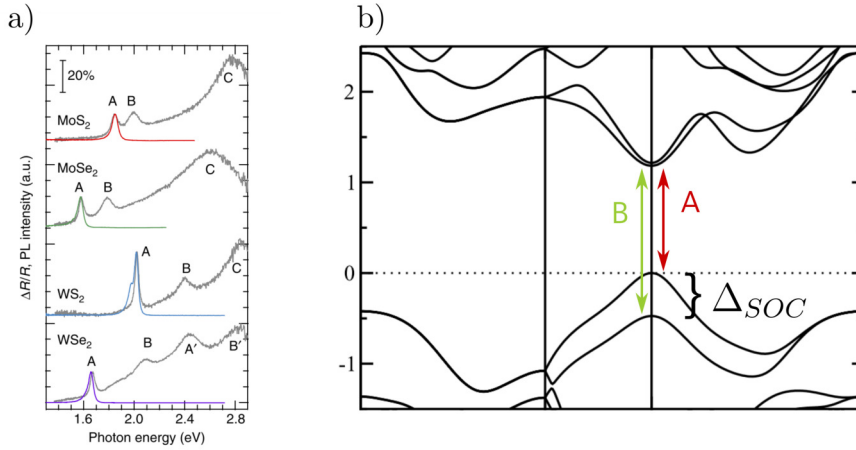 a)
20%
C
A B
MoS₂
MoSe₂
A B C
A
WS₂ B C
WSe₂
A B A′ B′
1.6 2.0 2.4 2.8
Photon energy (eV)
ΔR/R, PL intensity (a.u.)
b)
2
1
0
-1
B
A
} Δ_SOC